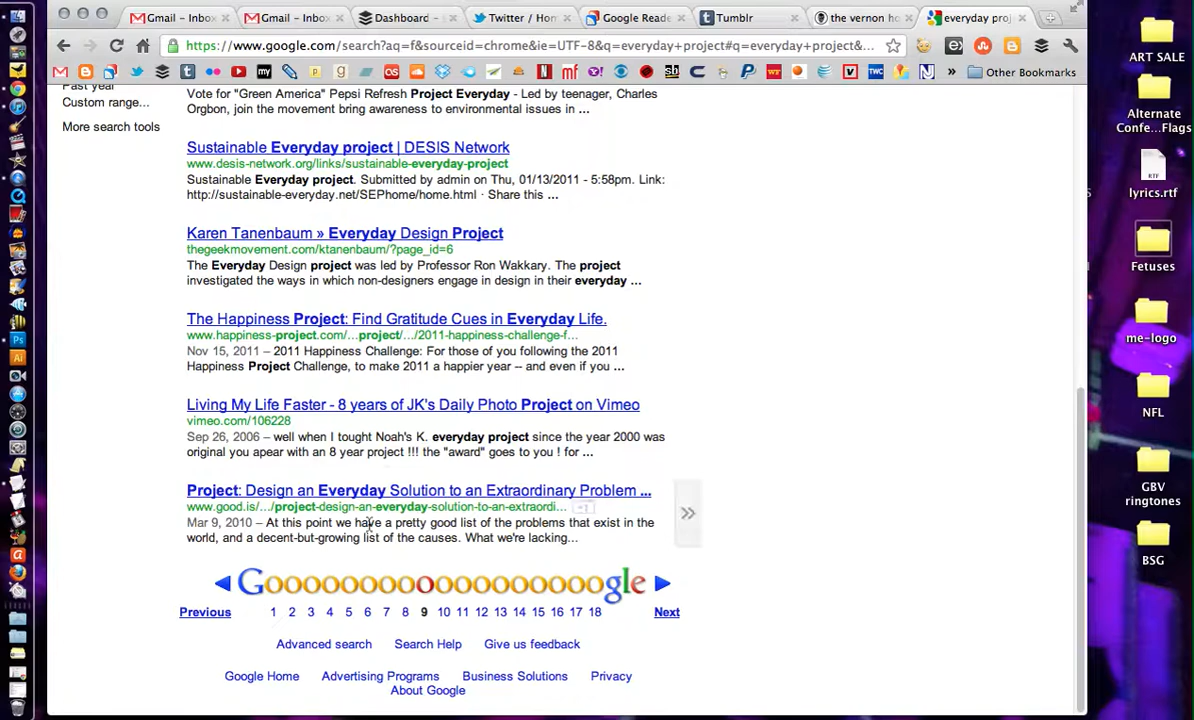 Gmail – Inbox
Gmail – Inbox
Dashboard –
Twitter / Hom
Google Reade
Tumblr
the vernon ho
everyday proj
https://www.google.com/search?aq=f&sourceid=chrome&ie=UTF-8&q=everyday+project#q=everyday+project&...
Other Bookmarks
Past year
Custom range...
More search tools
Vote for "Green America" Pepsi Refresh Project Everyday - Led by teenager, Charles
Orgbon, join the movement bring awareness to environmental issues in ...
Sustainable Everyday project | DESIS Network
www.desis-network.org/links/sustainable-everyday-project
Sustainable Everyday project. Submitted by admin on Thu, 01/13/2011 - 5:58pm. Link:
http://sustainable-everyday.net/SEPhome/home.html · Share this ...
Karen Tanenbaum » Everyday Design Project
thegeekmovement.com/ktanenbaum/?page_id=6
The Everyday Design project was led by Professor Ron Wakkary. The project
investigated the ways in which non-designers engage in design in their everyday ...
The Happiness Project: Find Gratitude Cues in Everyday Life.
www.happiness-project.com/...project/.../2011-happiness-challenge-f...
Nov 15, 2011 – 2011 Happiness Challenge: For those of you following the 2011
Happiness Project Challenge, to make 2011 a happier year -- and even if you ...
Living My Life Faster - 8 years of JK's Daily Photo Project on Vimeo
vimeo.com/106228
Sep 26, 2006 – well when I tought Noah's K. everyday project since the year 2000 was
original you apear with an 8 year project !!! the "award" goes to you ! for ...
Project: Design an Everyday Solution to an Extraordinary Problem ...
www.good.is/.../project-design-an-everyday-solution-to-an-extraordi...
+1
Mar 9, 2010 – At this point we have a pretty good list of the problems that exist in the
world, and a decent-but-growing list of the causes. What we're lacking...
Goooooooooooooooooogle
Previous 1 2 3 4 5 6 7 8 9 10 11 12 13 14 15 16 17 18 Next
Advanced search Search Help Give us feedback
Google Home Advertising Programs Business Solutions Privacy
About Google
ART SALE
Alternate
Confe...Flags
lyrics.rtf
Fetuses
me-logo
NFL
GBV
ringtones
BSG